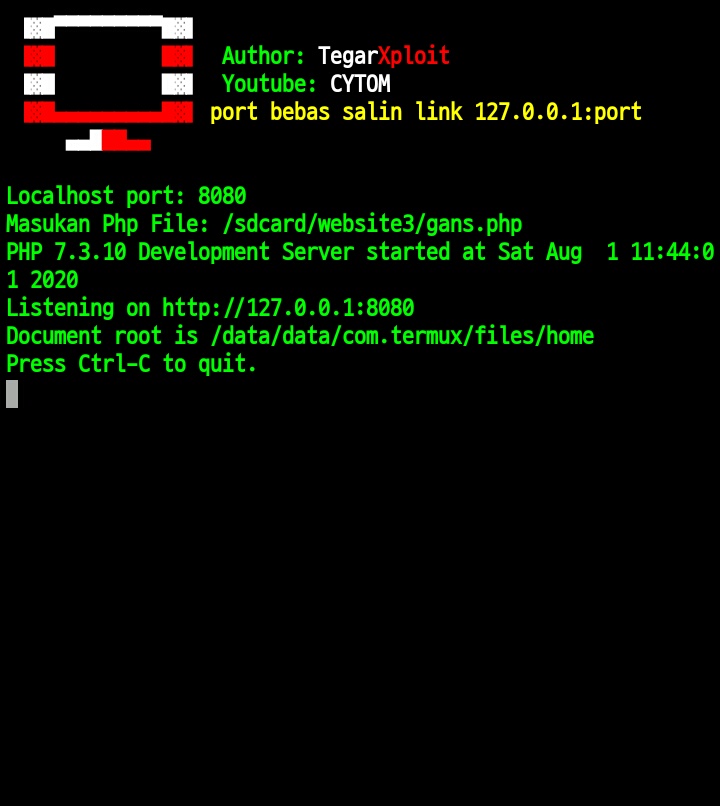 Author: TegarXploit
Youtube: CYTOM
port bebas salin link 127.0.0.1:port
Localhost port: 8080
Masukan Php File: /sdcard/website3/gans.php
PHP 7.3.10 Development Server started at Sat Aug  1 11:44:0
1 2020
Listening on http://127.0.0.1:8080
Document root is /data/data/com.termux/files/home
Press Ctrl-C to quit.